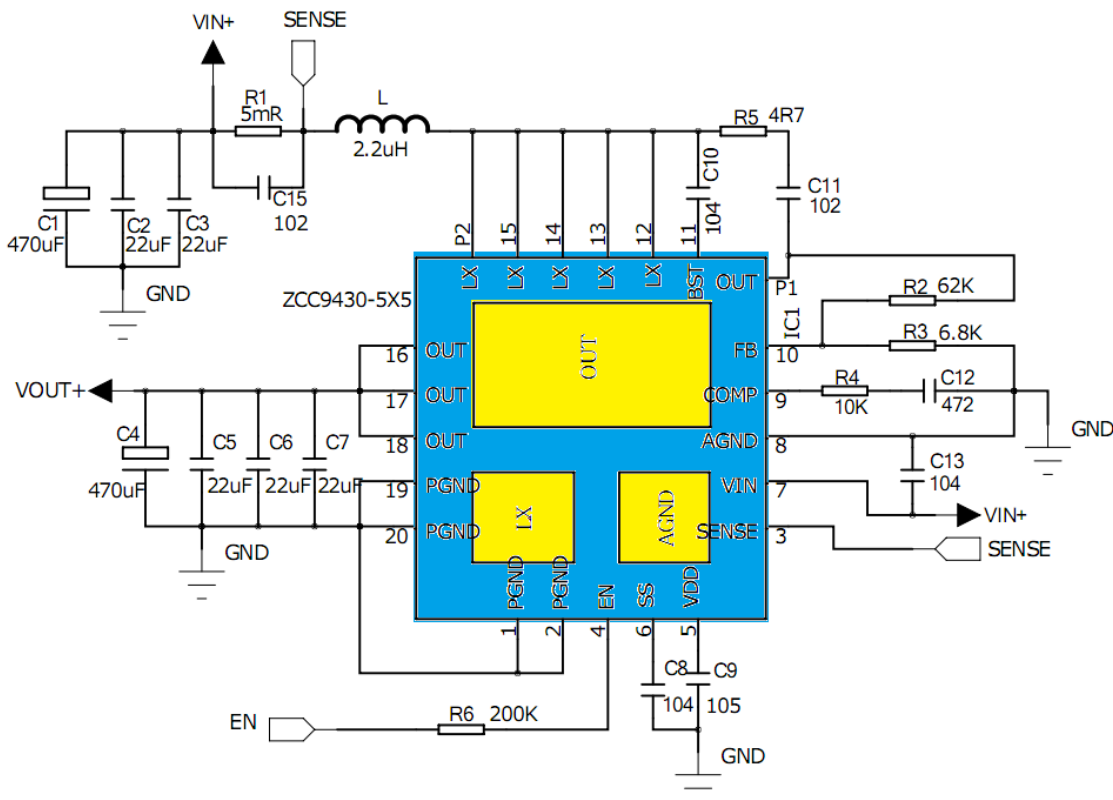 VIN+
SENSE
R1
5mR
L
2.2uH
R5
4R7
C10
104
C11
102
C15
102
C1
470uF
C2
22uF
C3
22uF
GND
P2
15
14
13
12
11
LX
LX
LX
LX
LX
BST
OUT
P1
ZCC9430-5X5
IC1
R2
62K
R3
6.8K
FB
10
16
OUT
OUT
VOUT+
17
OUT
COMP
9
R4
10K
C12
472
18
OUT
AGND
8
GND
C4
470uF
C5
22uF
C6
22uF
C7
22uF
19
PGND
VIN
7
C13
104
VIN+
20
PGND
LX
AGND
SENSE
3
SENSE
GND
PGND
PGND
EN
SS
VDD
1
2
4
6
5
C8
104
C9
105
EN
R6
200K
GND